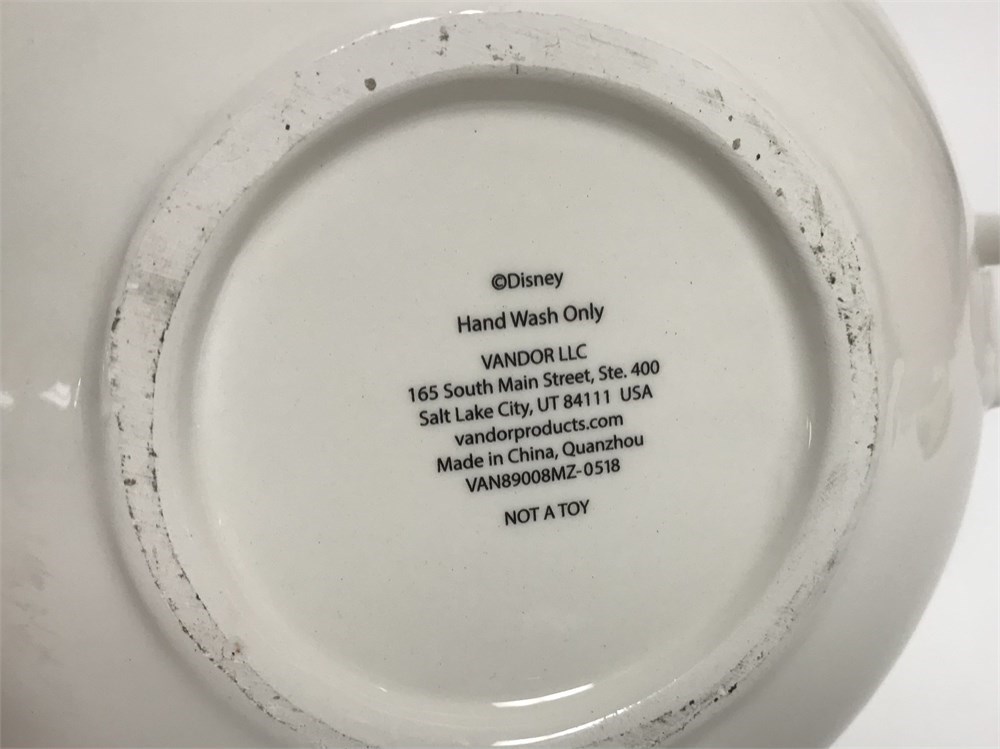 ©Disney
Hand Wash Only
VANDOR LLC
165 South Main Street, Ste. 400
Salt Lake City, UT 84111 USA
vandorproducts.com
Made in China, Quanzhou
VAN89008MZ-0518
NOT A TOY